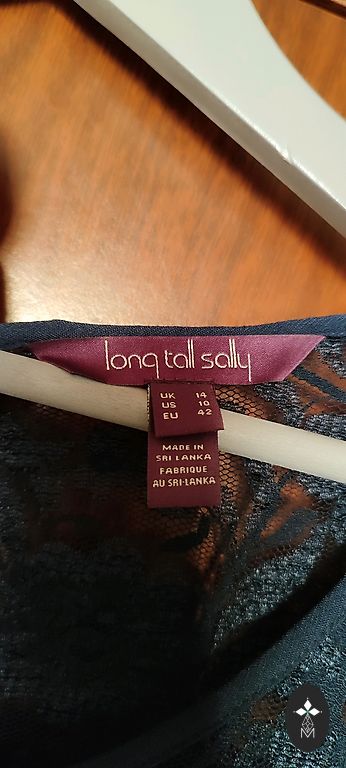 long tall sally
UK 14
US 10
EU 42
MADE IN
SRI LANKA
FABRIQUE
AU SRI-LANKA
M